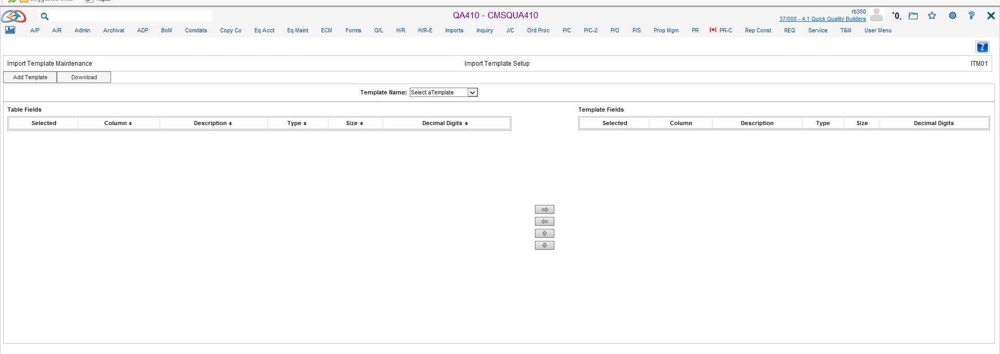 QA410 - CMSQUA410
rb350
37/000 - 4.1 Quick Quality Builders
'0,
A/P A/R Admin Archival ADP BoM Comdata Copy Co Eq Acct Eq Maint ECM Forms G/L H/R H/R-E Imports Inquiry J/C Ord Proc P/C P/C-2 P/O P/S Prop Mgm PR PR-C Rep Const REQ Service T&M User Menu
Import Template Maintenance Import Template Setup ITM01
Add Template Download
Template Name: Select aTemplate
Table Fields Template Fields
Selected Column Description Type Size Decimal Digits Selected Column Description Type Size Decimal Digits